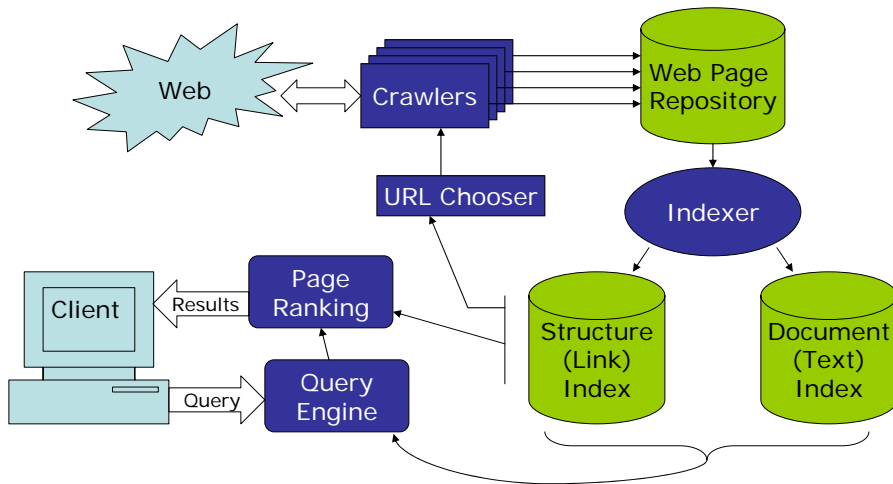 Web
Crawlers
Web Page
Repository
URL Chooser
Indexer
Client
Results
Page
Ranking
Structure
(Link)
Index
Document
(Text)
Index
Query
Query
Engine